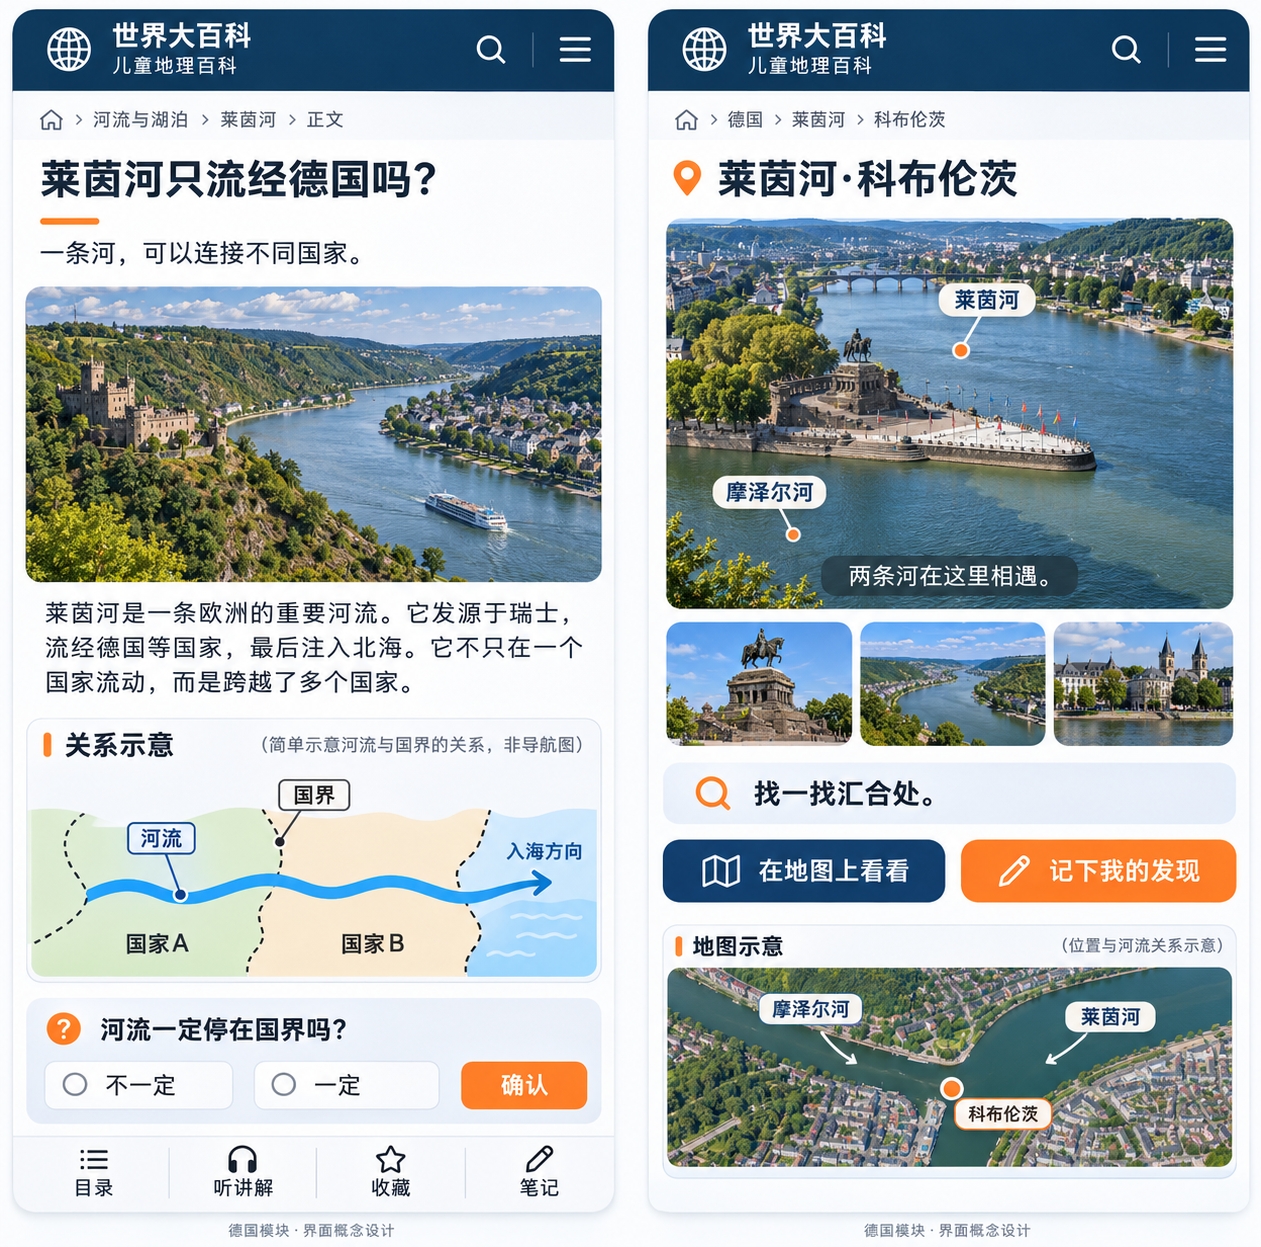 世界大百科
儿童地理百科
河流与湖泊 > 莱茵河 > 正文
莱茵河只流经德国吗？
一条河，可以连接不同国家。
莱茵河是一条欧洲的重要河流。它发源于瑞士，
流经德国等国家，最后注入北海。它不只在一个
国家流动，而是跨越了多个国家。
关系示意
（简单示意河流与国界的关系，非导航图）
国界
河流
入海方向
国家A
国家B
?
河流一定停在国界吗？
不一定
一定
确认
目录
听讲解
收藏
笔记
德国模块·界面概念设计
世界大百科
儿童地理百科
德国 > 莱茵河 > 科布伦茨
莱茵河·科布伦茨
莱茵河
摩泽尔河
两条河在这里相遇。
找一找汇合处。
在地图上看看
记下我的发现
地图示意
（位置与河流关系示意）
摩泽尔河
莱茵河
科布伦茨
德国模块·界面概念设计